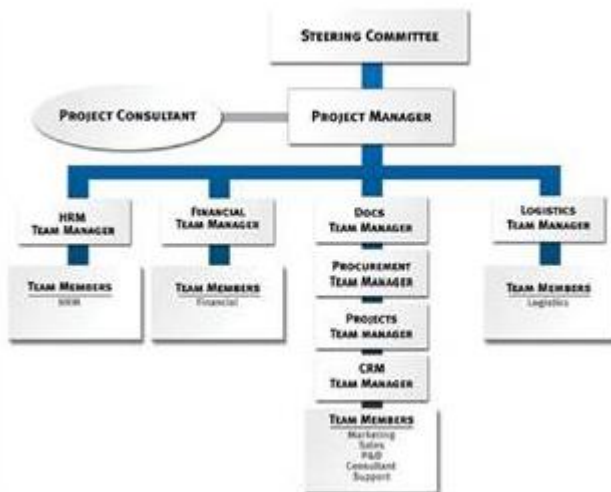 STEERING COMMITTEE
PROJECT CONSULTANT
PROJECT MANAGER
HRM
TEAM MANAGER
FINANCIAL
TEAM MANAGER
DOCS
TEAM MANAGER
LOGISTICS
TEAM MANAGER
TEAM MEMBERS
HRM
TEAM MEMBERS
Financial
PROCUREMENT
TEAM MANAGER
TEAM MEMBERS
Logistics
PROJECTS
TEAM MANAGER
CRM
TEAM MANAGER
TEAM MEMBERS
Marketing
Sales
P&D
Consultant
Support